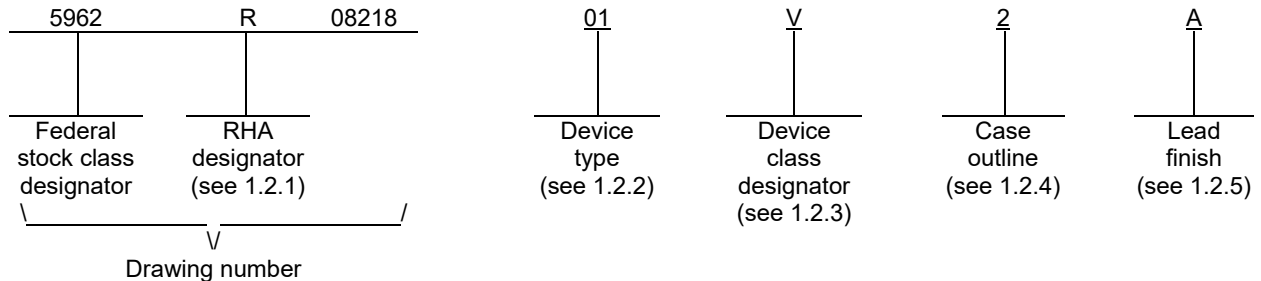 5962 R 08218 01 V 2 A
Federal RHA Device Device Case Lead
stock class designator type class outline finish
designator (see 1.2.1) (see 1.2.2) designator (see 1.2.4) (see 1.2.5)
(see 1.2.3)
Drawing number